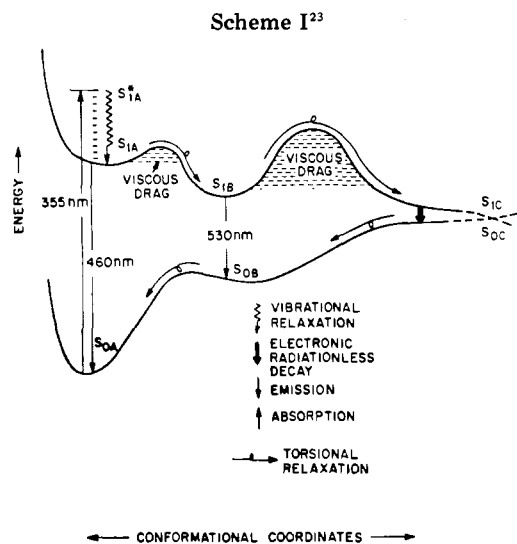 Scheme I²³
S*1A
S1A
VISCOUS
DRAG
S1B
VISCOUS
DRAG
ENERGY
355nm
460nm
530nm
S1C
S0C
S0B
S0A
VIBRATIONAL
RELAXATION
ELECTRONIC
RADIATIONLESS
DECAY
EMISSION
ABSORPTION
TORSIONAL
RELAXATION
CONFORMATIONAL COORDINATES